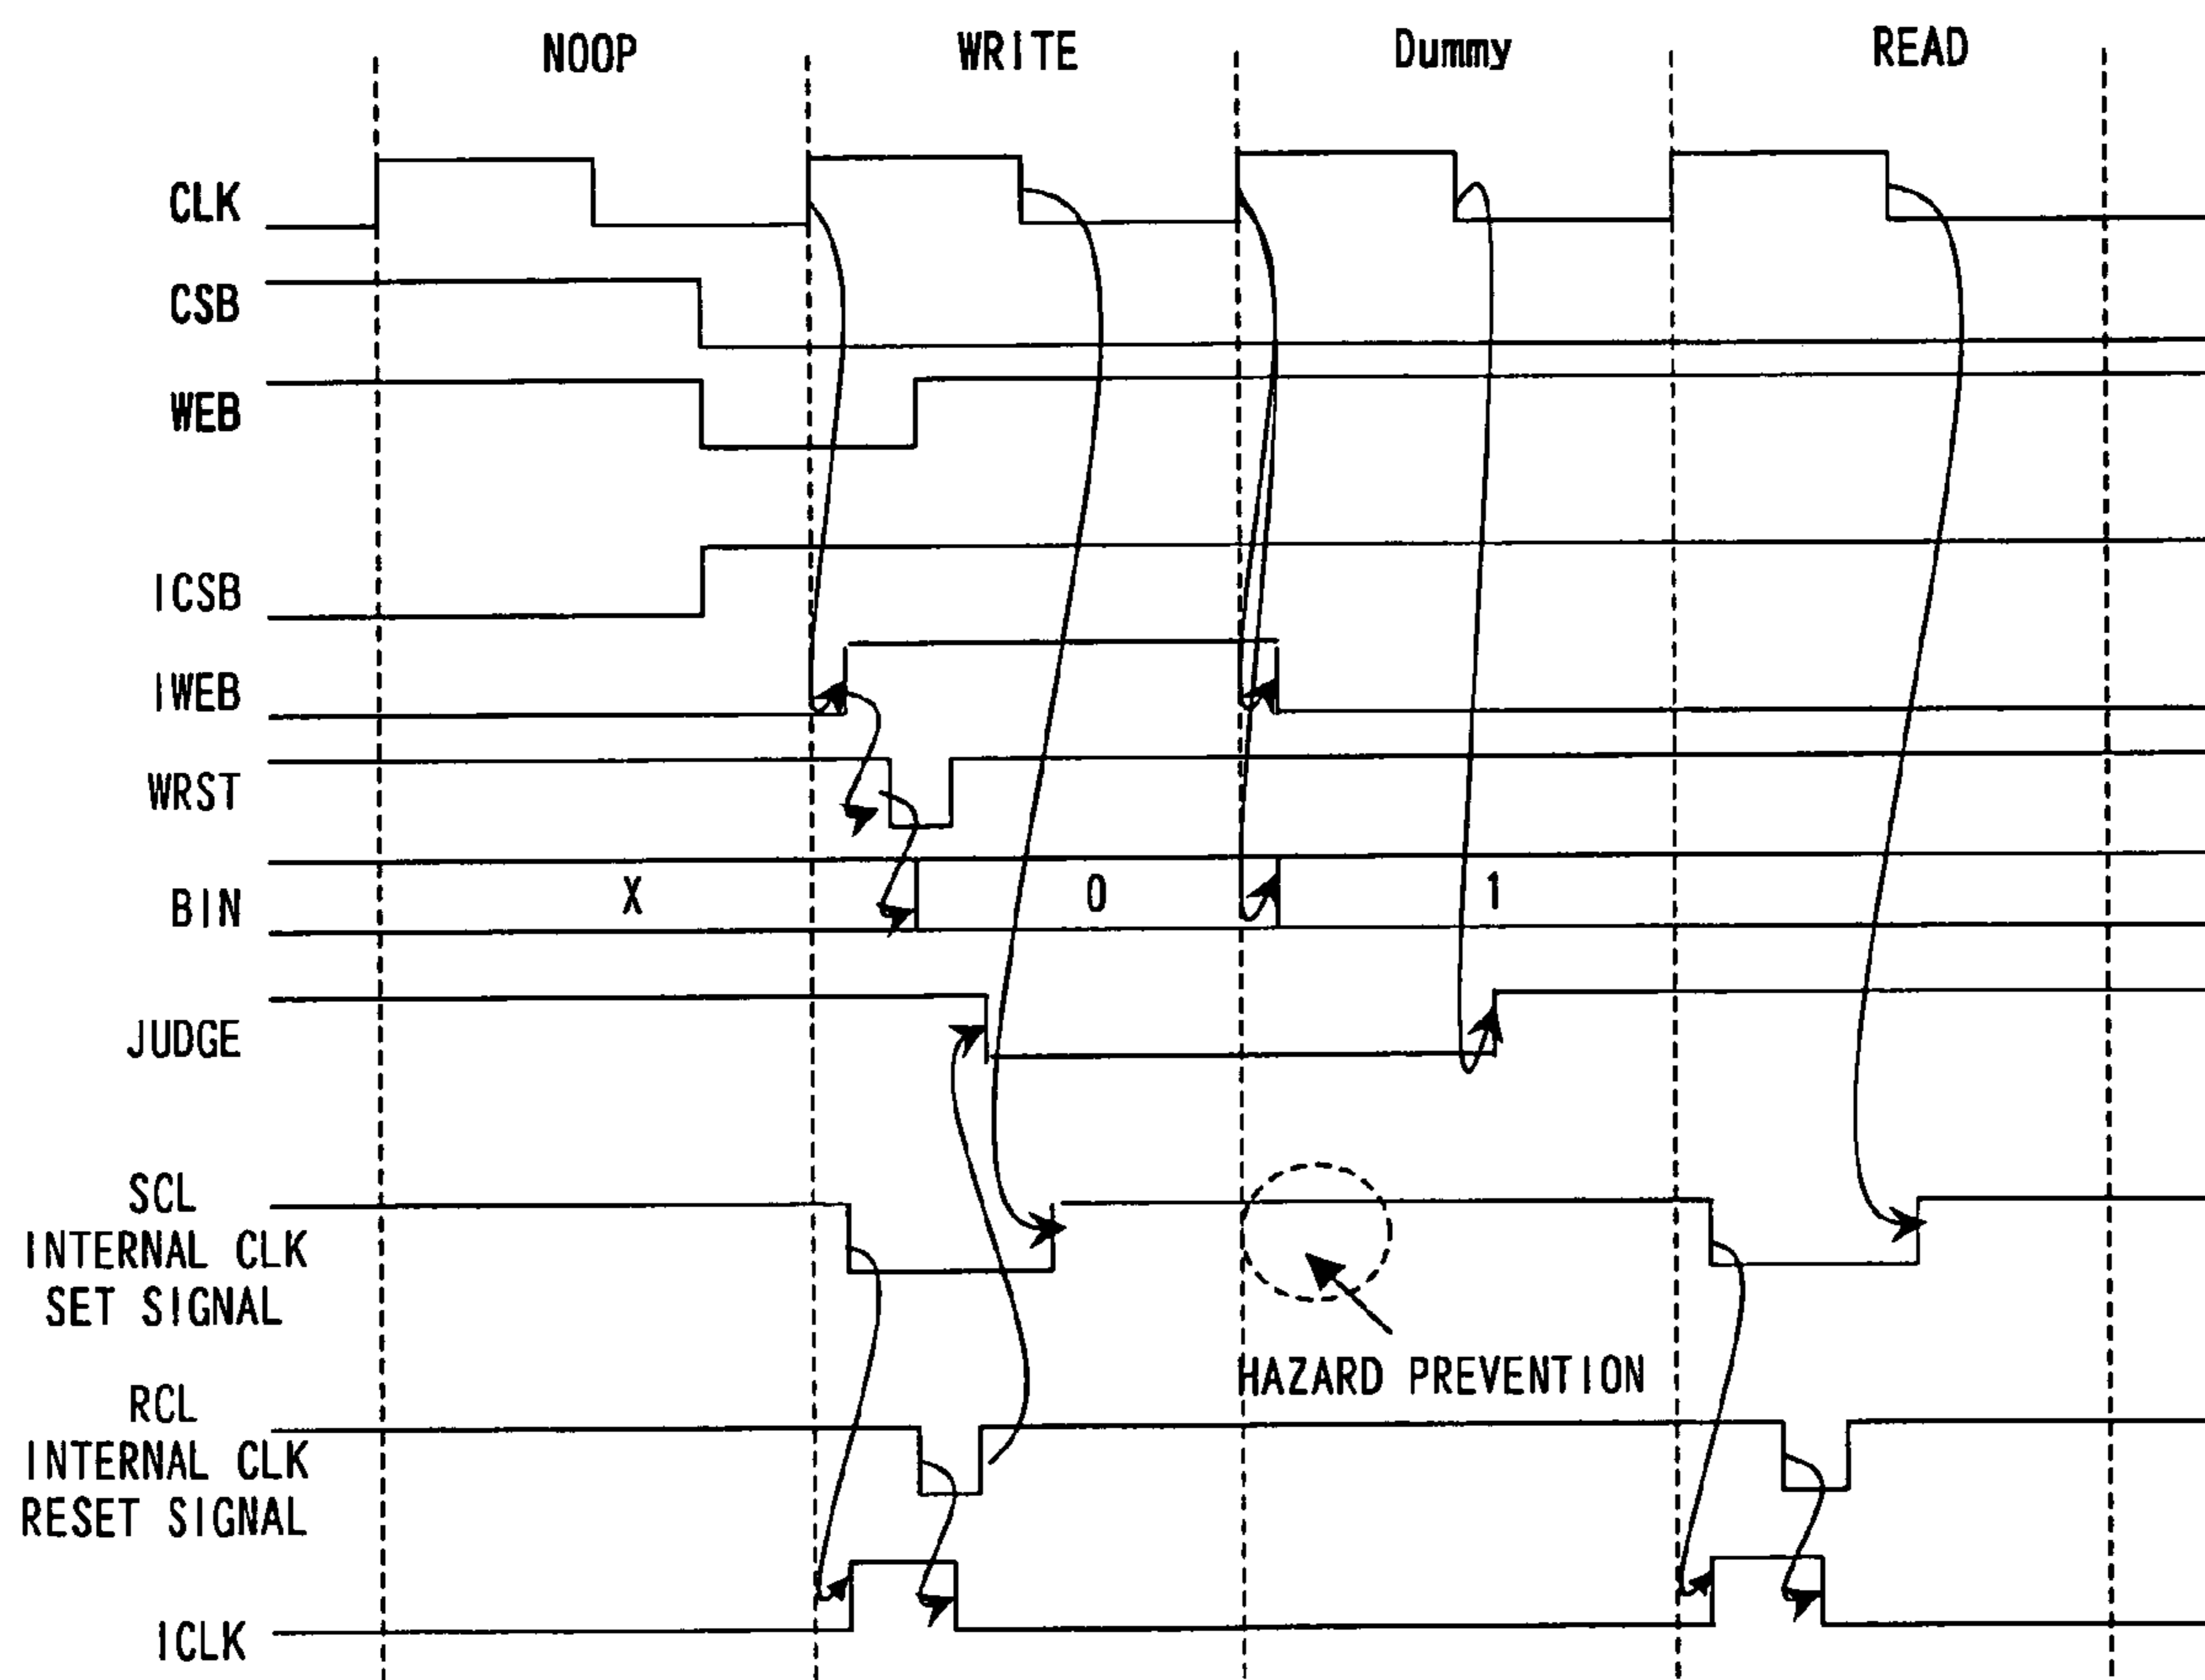 NOOP WRITE Dummy READ
CLK
CSB
WEB
ICSB
IWEB
WRST
BIN X 0 1
JUDGE
SCL
INTERNAL CLK
SET SIGNAL
HAZARD PREVENTION
RCL
INTERNAL CLK
RESET SIGNAL
ICLK